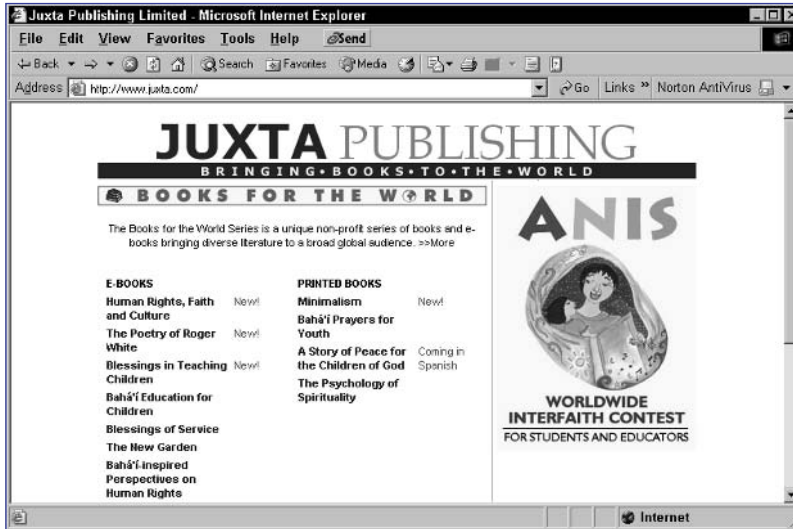 Juxta Publishing Limited - Microsoft Internet Explorer
File Edit View Favorites Tools Help Send
Back Search Favorites Media
Address http://www.juxta.com/ Go Links » Norton AntiVirus
JUXTA PUBLISHING
BRINGING•BOOKS•TO•THE•WORLD
BOOKS FOR THE WORLD
The Books for the World Series is a unique non-profit series of books and e-
books bringing diverse literature to a broad global audience. >>More
E-BOOKS
Human Rights, Faith New!
and Culture
The Poetry of Roger New!
White
Blessings in Teaching New!
Children
Bahá'í Education for
Children
Blessings of Service
The New Garden
Bahá'í-inspired
Perspectives on
Human Rights
PRINTED BOOKS
Minimalism New!
Bahá'í Prayers for
Youth
A Story of Peace for Coming in
the Children of God Spanish
The Psychology of
Spirituality
ANIS
WORLDWIDE
INTERFAITH CONTEST
FOR STUDENTS AND EDUCATORS
Internet